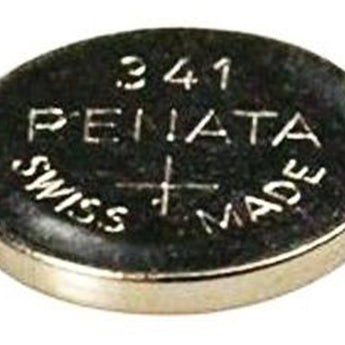 341
RENATA
+
SWISS MADE